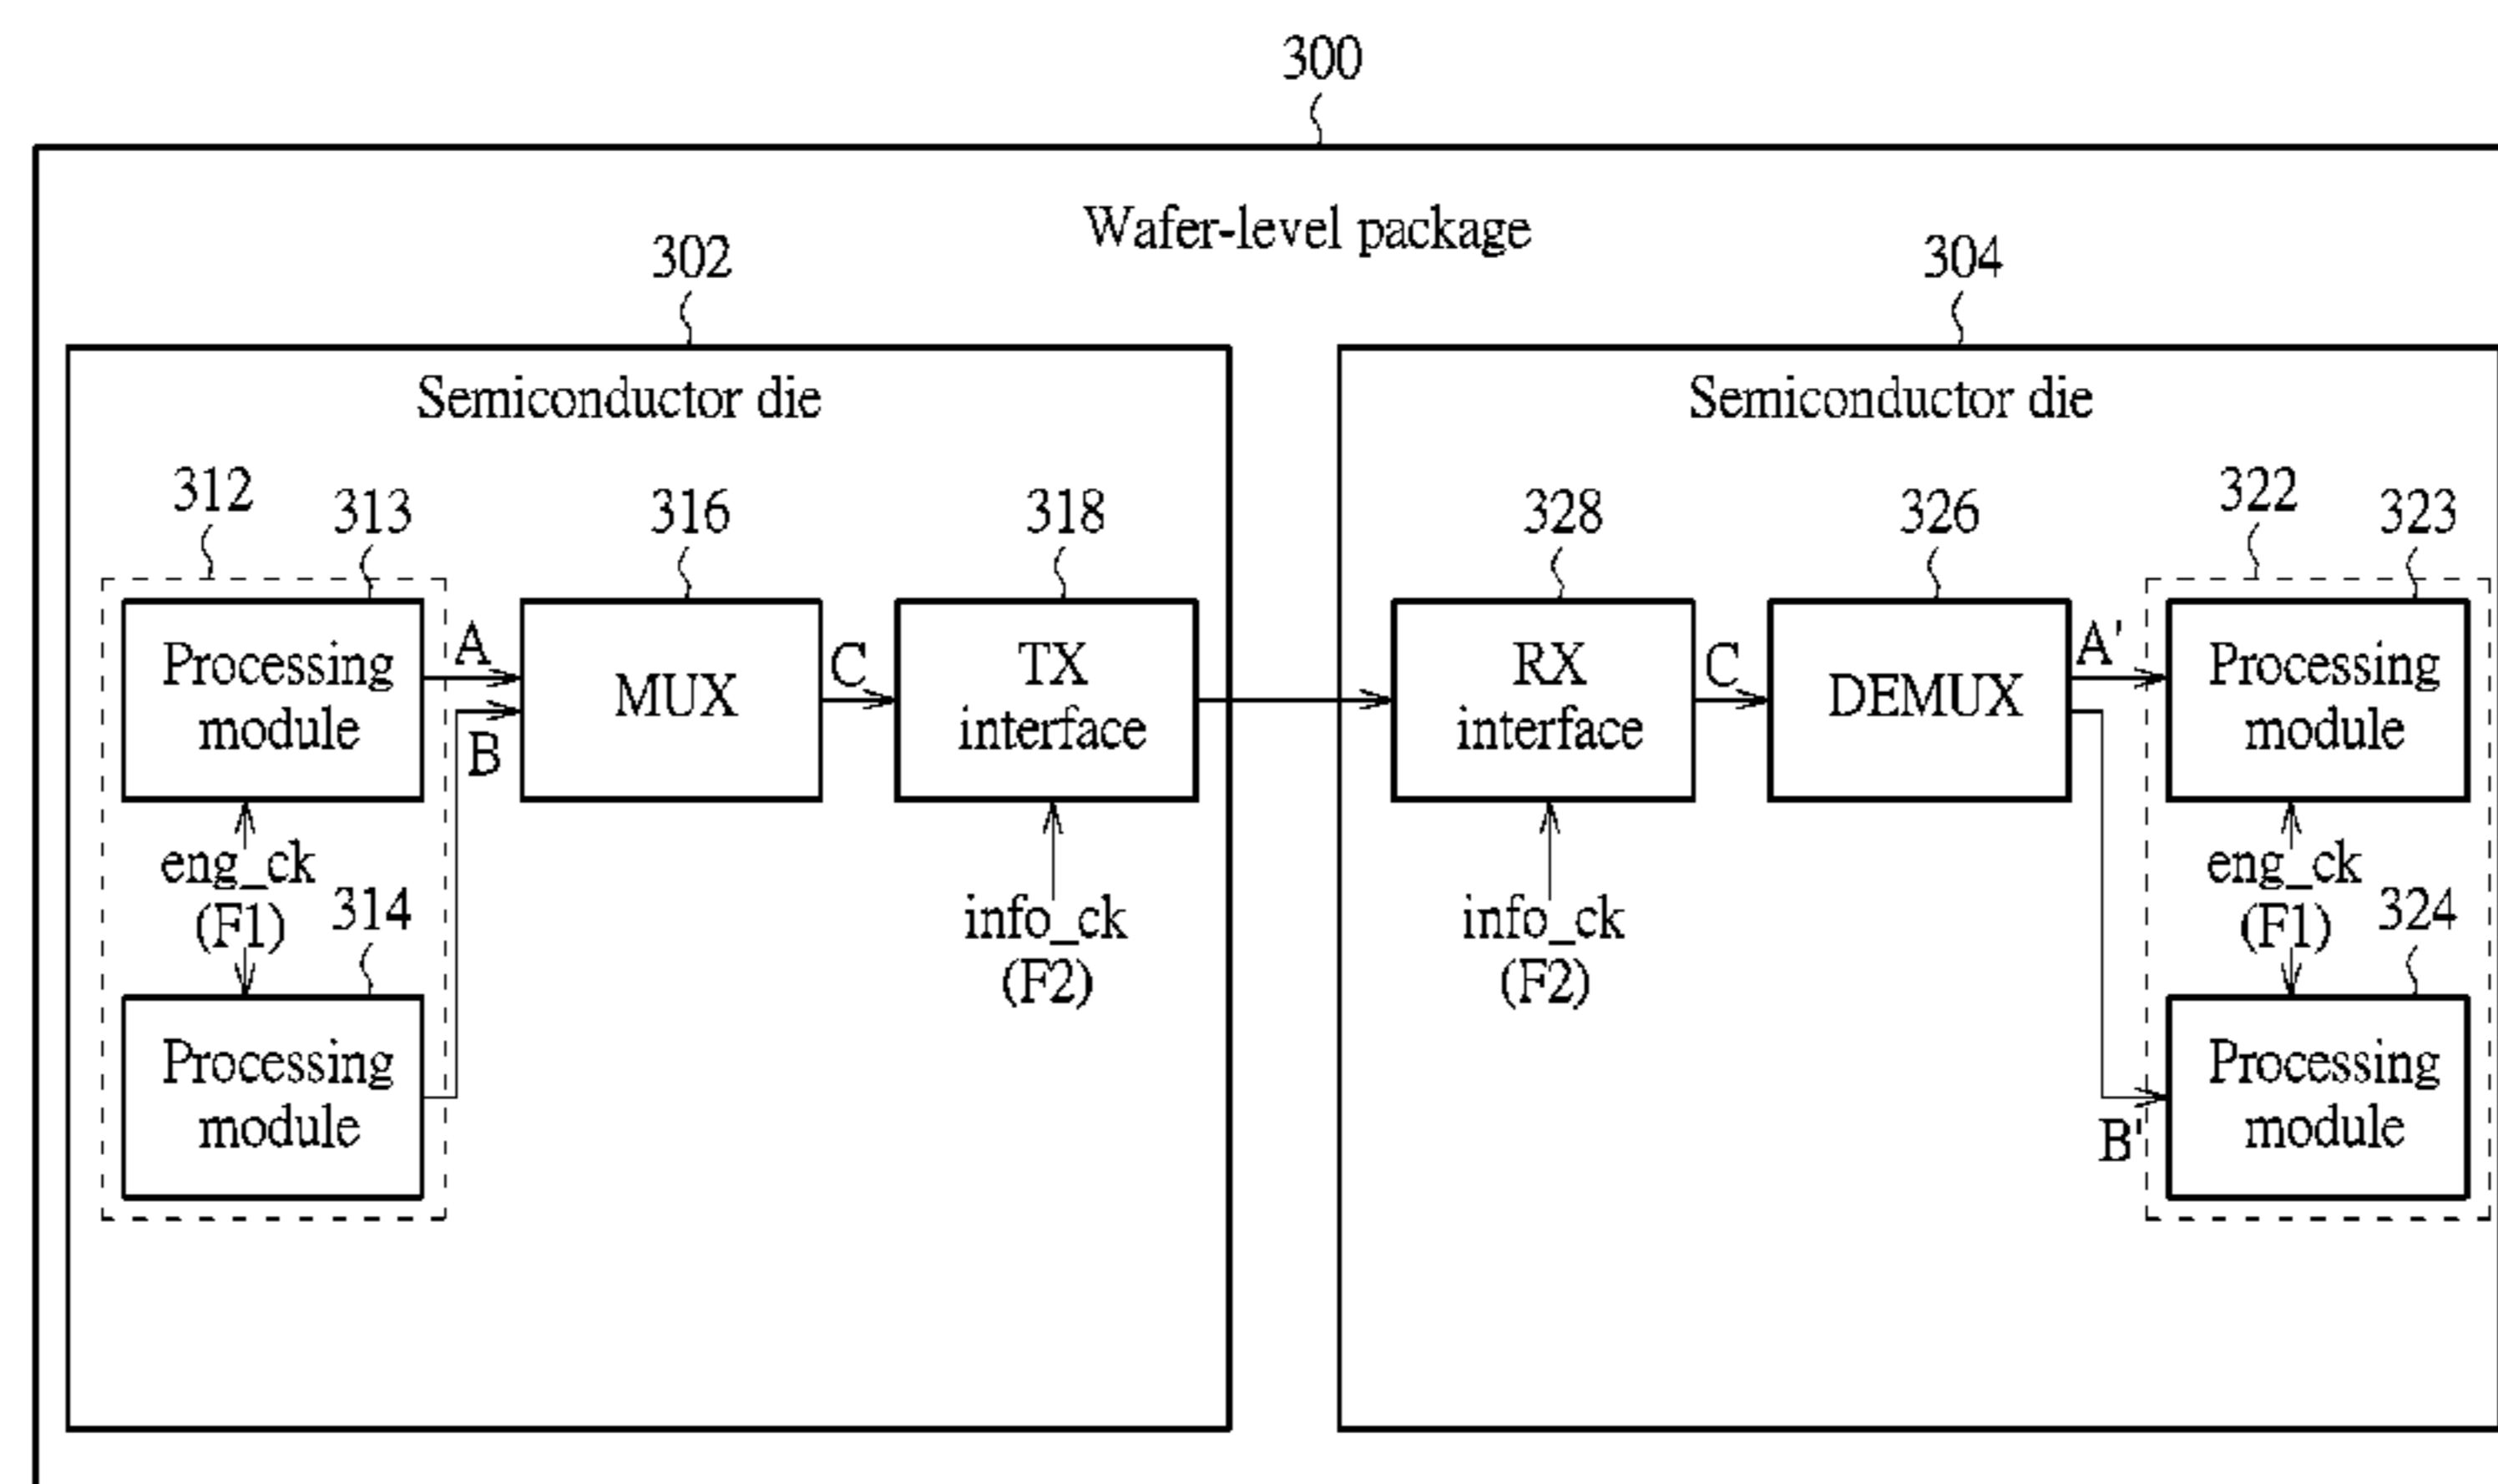 300
Wafer-level package
302
304
Semiconductor die
Semiconductor die
312
313
316
318
328
326
322
323
Processing
module
A
B
MUX
C
TX
interface
RX
interface
C
DEMUX
A'
Processing
module
eng_ck
(F1)
314
info_ck
(F2)
info_ck
(F2)
eng_ck
(F1)
324
Processing
module
B'
Processing
module